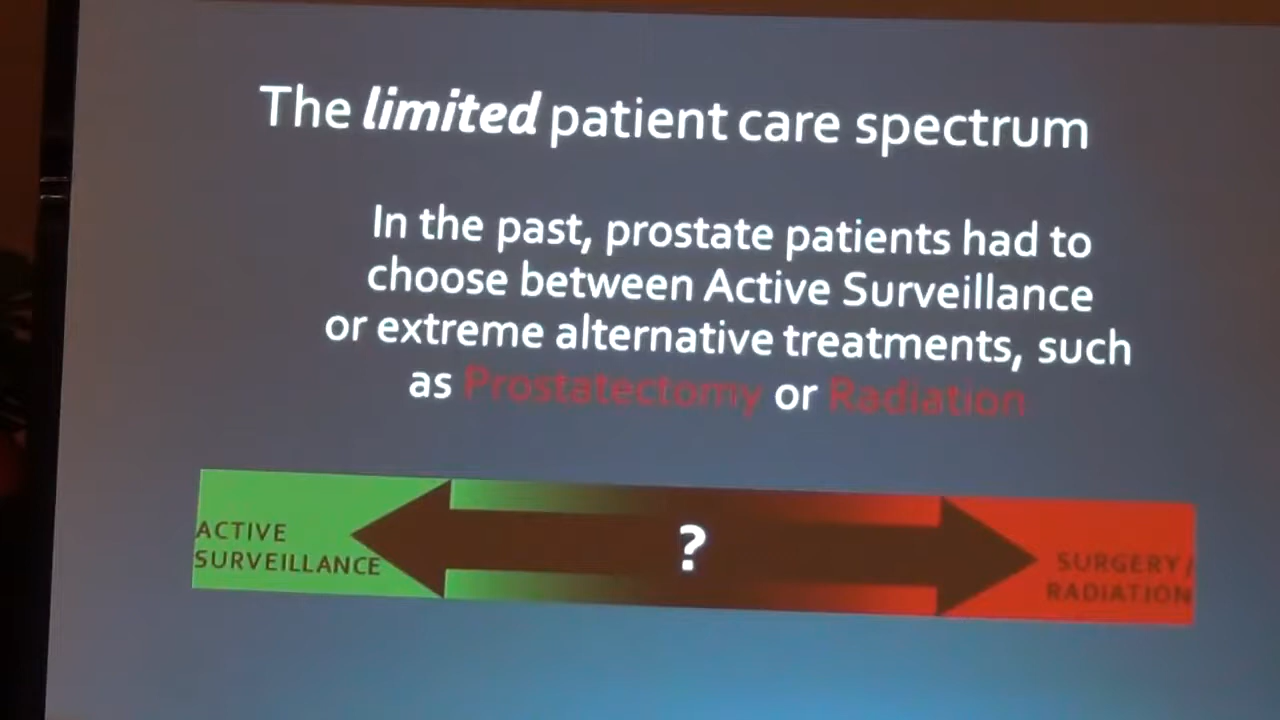 The limited patient care spectrum
In the past, prostate patients had to
choose between Active Surveillance
or extreme alternative treatments, such
as Prostatectomy or Radiation
ACTIVE
SURVEILLANCE
?
SURGERY/
RADIATION